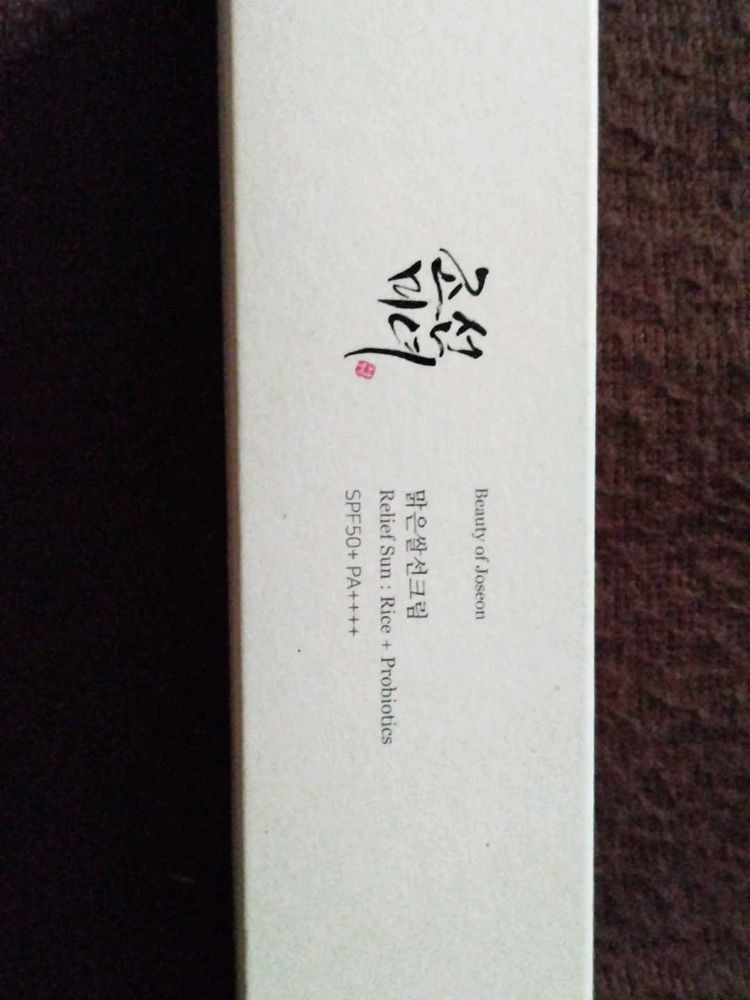 조선
미녀
Beauty of Joseon
맑은쌀선크림
Relief Sun : Rice + Probiotics
SPF50+ PA++++